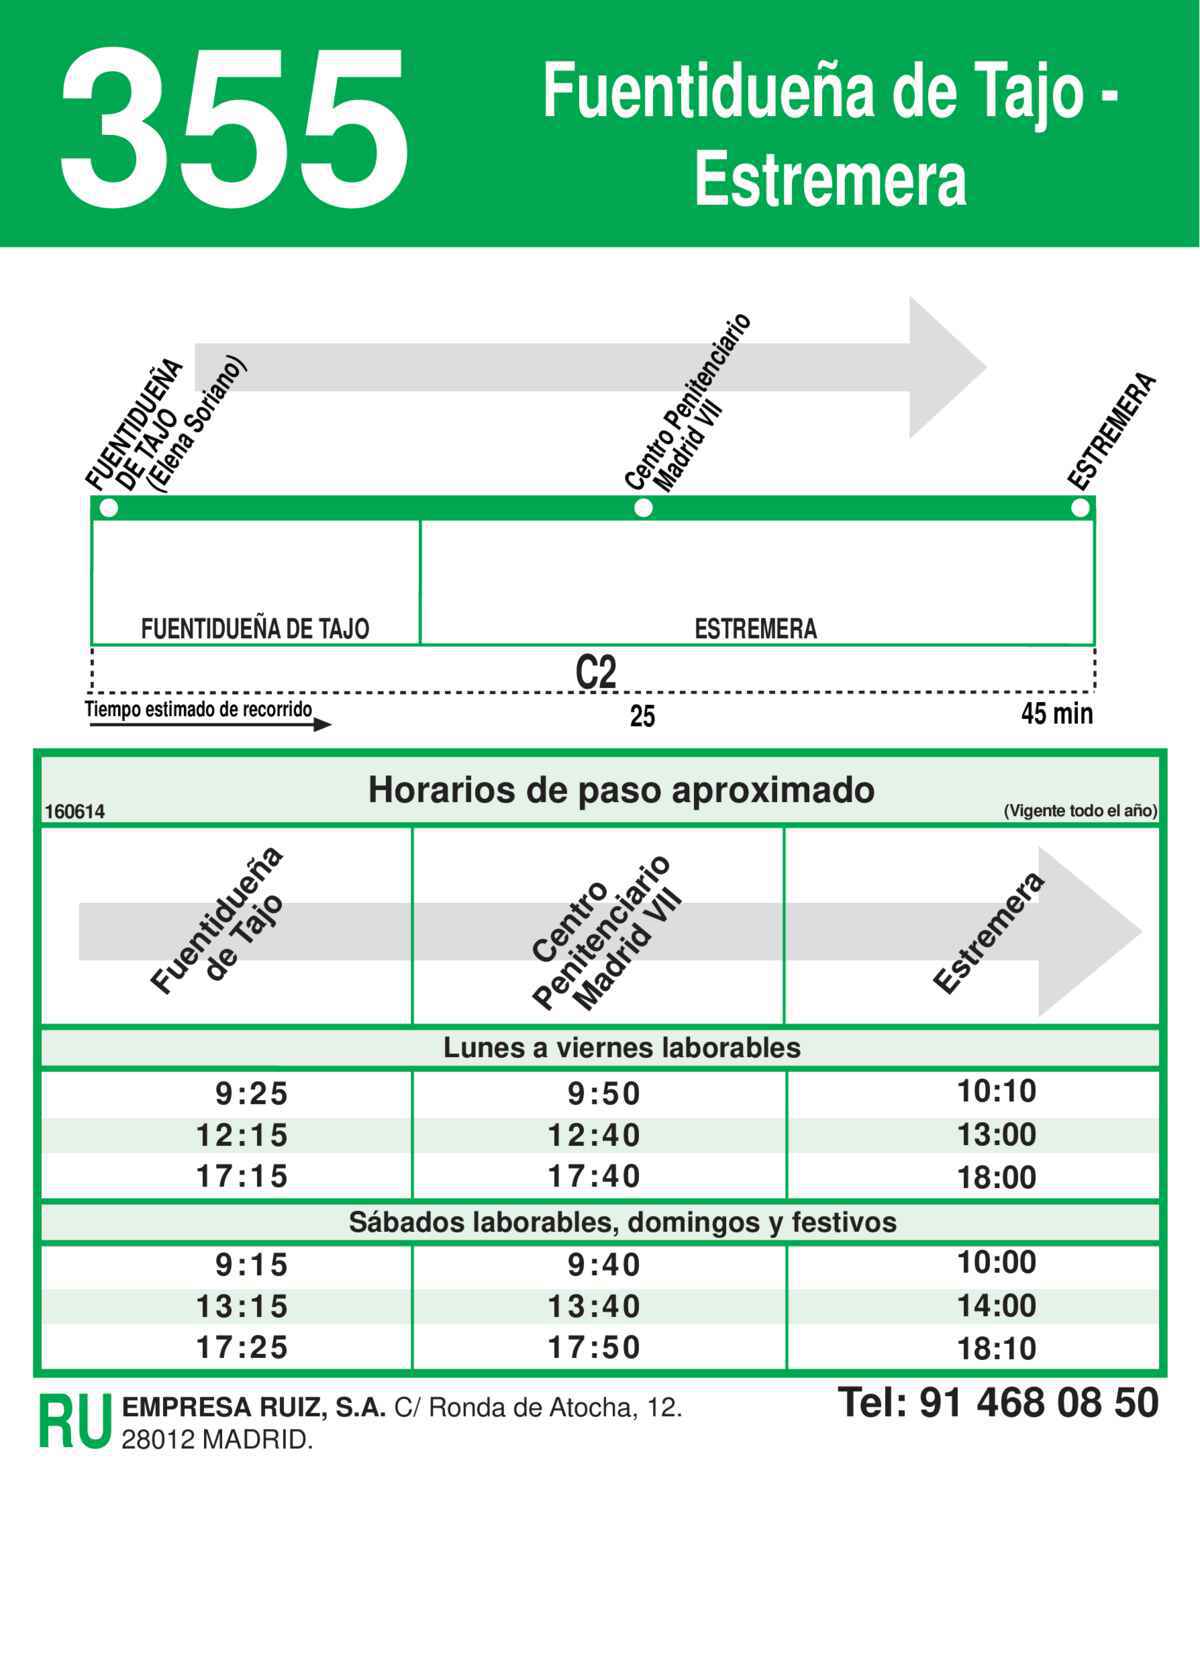 355
Fuentidueña de Tajo -
Estremera
FUENTIDUEÑA
DE TAJO
(Elena Soriano)
Centro Penitenciario
Madrid VII
ESTREMERA
FUENTIDUEÑA DE TAJO
ESTREMERA
C2
Tiempo estimado de recorrido
25
45 min
Horarios de paso aproximado
160614
(Vigente todo el año)
Fuentidueña
de Tajo
Centro
Penitenciario
Madrid VII
Estremera
Lunes a viernes laborables
9:25 9:50 10:10
12:15 12:40 13:00
17:15 17:40 18:00
Sábados laborables, domingos y festivos
9:15 9:40 10:00
13:15 13:40 14:00
17:25 17:50 18:10
RU
EMPRESA RUIZ, S.A. C/ Ronda de Atocha, 12.
28012 MADRID.
Tel: 91 468 08 50